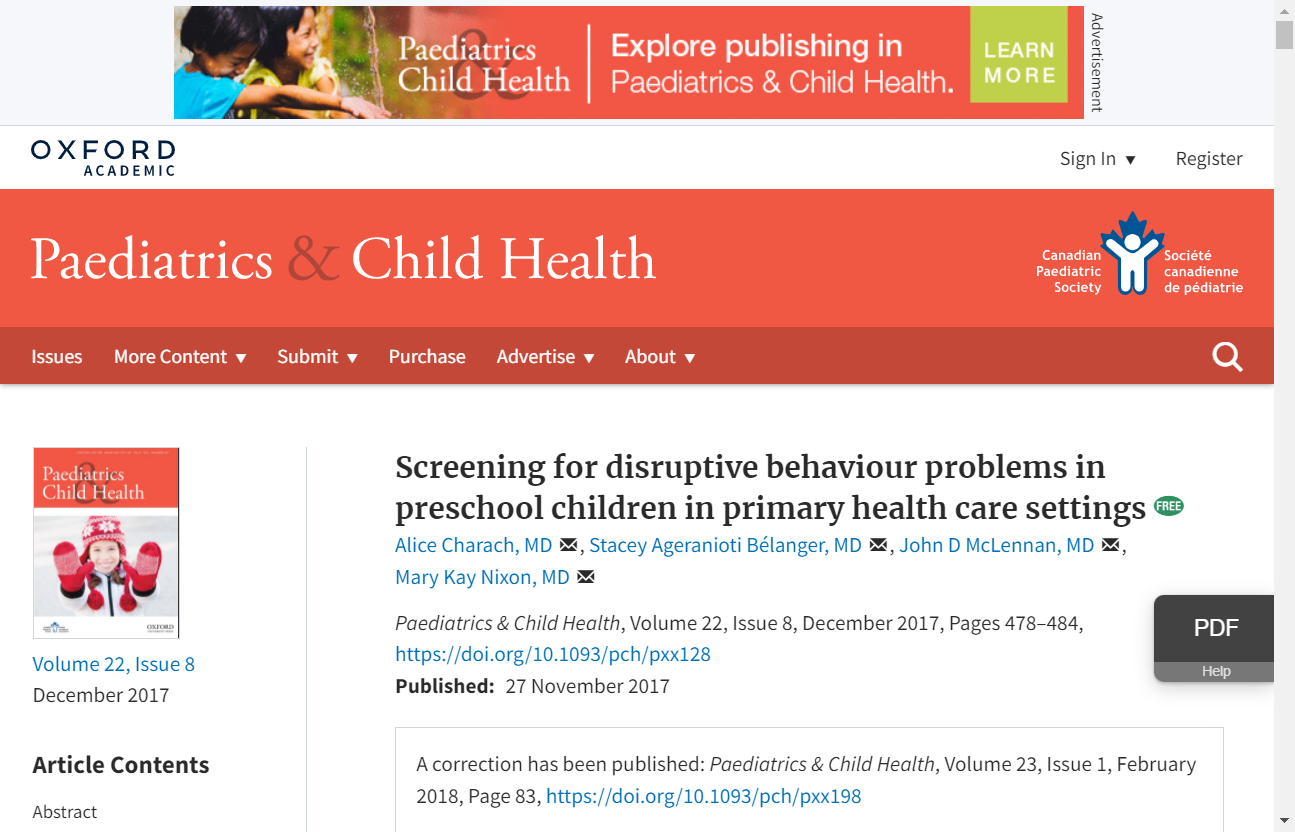 Paediatrics
&
Child Health
Explore publishing in
Paediatrics & Child Health.
LEARN
MORE
Advertisement
OXFORD
ACADEMIC
Sign In ▼
Register
Paediatrics & Child Health
Canadian
Paediatric
Society
Société
canadienne
de pédiatrie
Issues
More Content ▼
Submit ▼
Purchase
Advertise ▼
About ▼
Paediatrics
&
Child Health
OXFORD
Volume 22, Issue 8
December 2017
Article Contents
Abstract
Screening for disruptive behaviour problems in
preschool children in primary health care settings FREE
Alice Charach, MD ✉, Stacey Ageranioti Bélanger, MD ✉, John D McLennan, MD ✉,
Mary Kay Nixon, MD ✉
Paediatrics & Child Health, Volume 22, Issue 8, December 2017, Pages 478–484,
https://doi.org/10.1093/pch/pxx128
Published: 27 November 2017
A correction has been published: Paediatrics & Child Health, Volume 23, Issue 1, February
2018, Page 83, https://doi.org/10.1093/pch/pxx198
PDF
Help